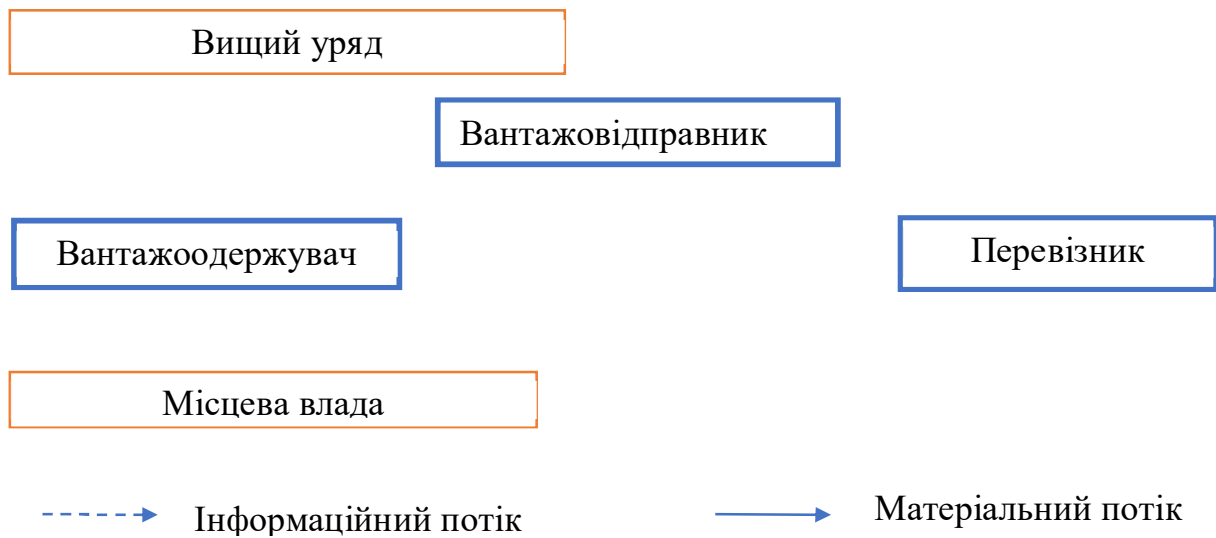 Вищий уряд
Вантажовідправник
Вантажоодержувач
Перевізник
Місцева влада
Інформаційний потік
Матеріальний потік